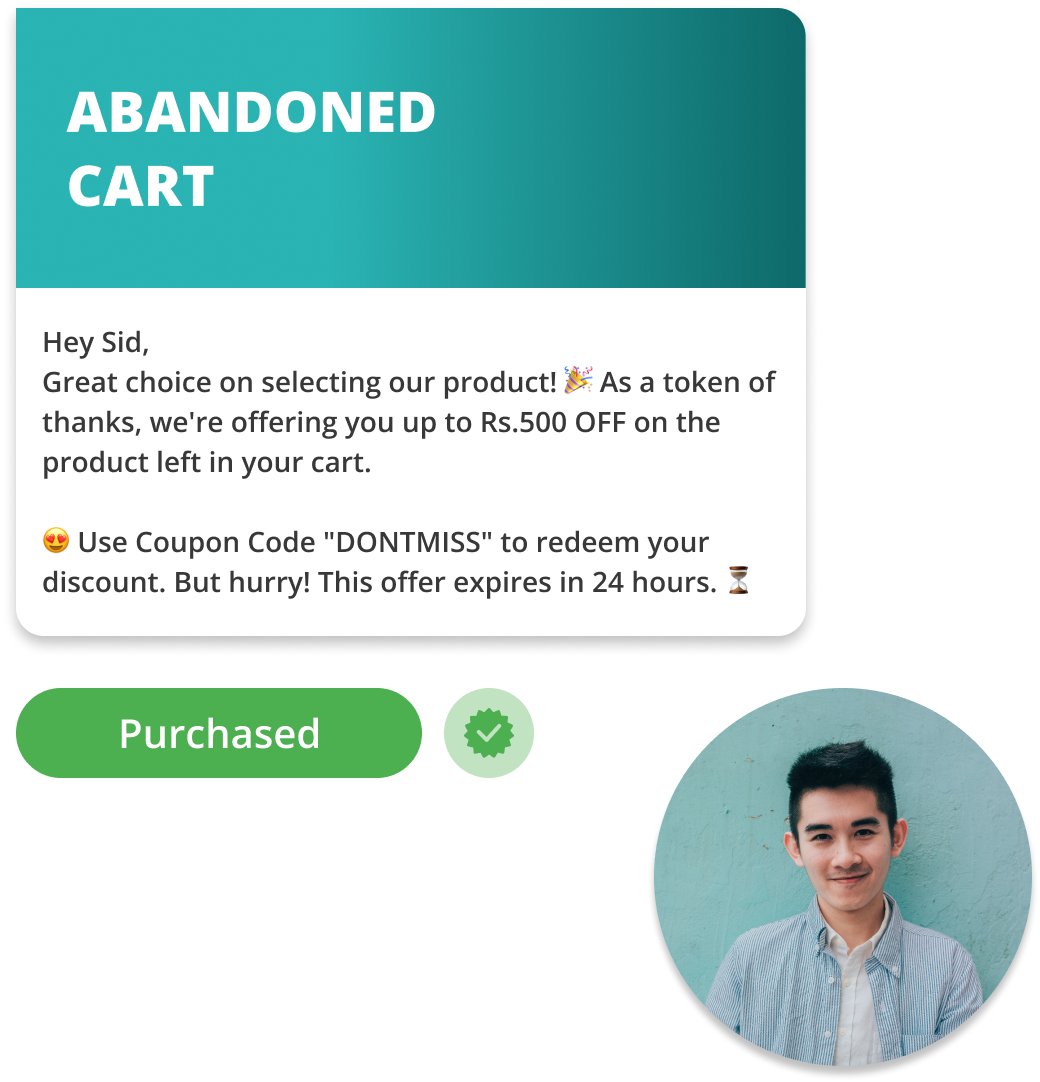 ABANDONED
CART
Hey Sid,
Great choice on selecting our product! 🎉 As a token of
thanks, we're offering you up to Rs.500 OFF on the
product left in your cart.
😍 Use Coupon Code "DONTMISS" to redeem your
discount. But hurry! This offer expires in 24 hours. ⏳
Purchased